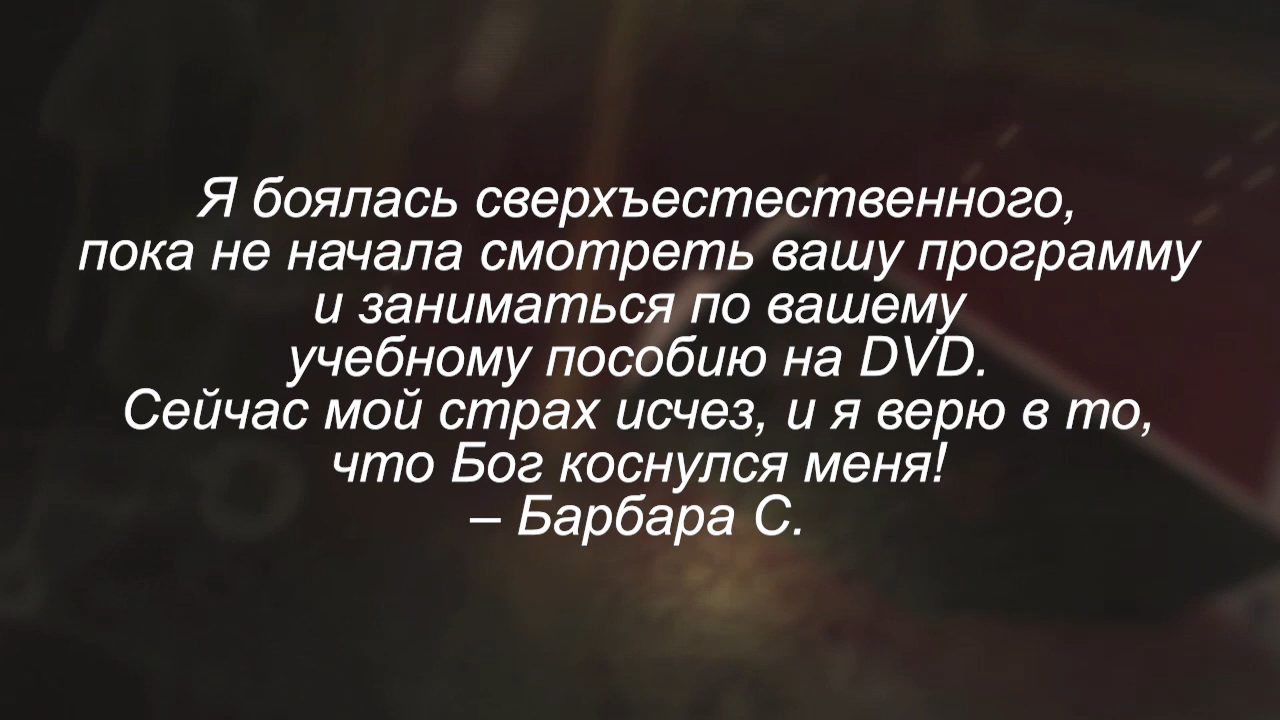 Я боялась сверхъестественного,
пока не начала смотреть вашу программу
и заниматься по вашему
учебному пособию на DVD.
Сейчас мой страх исчез, и я верю в то,
что Бог коснулся меня!
– Барбара С.